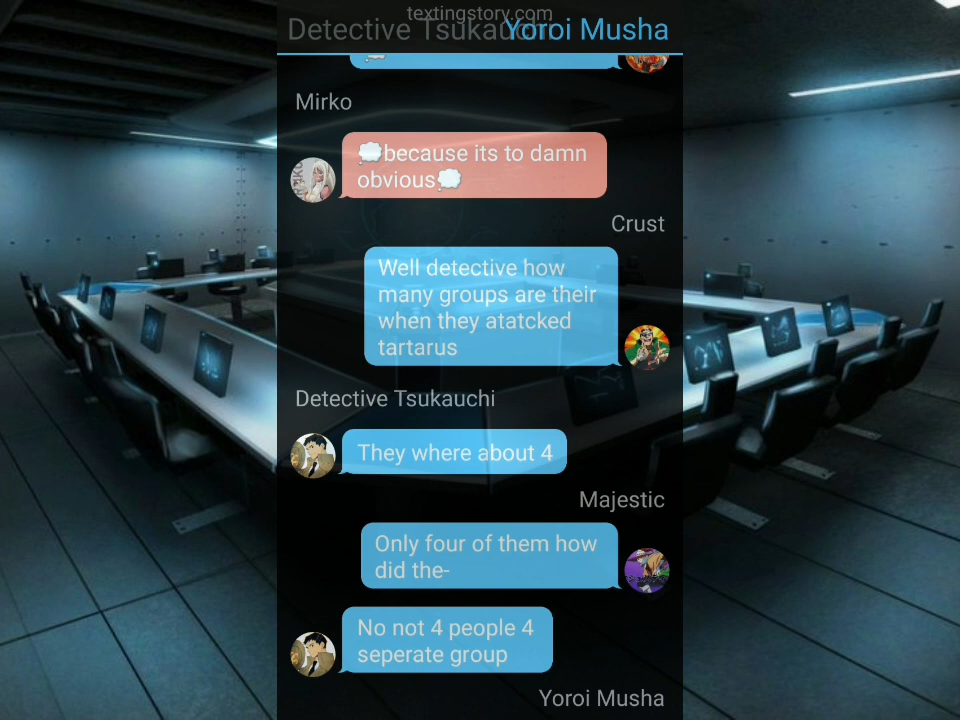 textingstory.com
Detective Tsukauchi
Yoroi Musha
Mirko
💭because its to damn
obvious💭
Crust
Well detective how
many groups are their
when they atatcked
tartarus
Detective Tsukauchi
They where about 4
Majestic
Only four of them how
did the-
No not 4 people 4
seperate group
Yoroi Musha